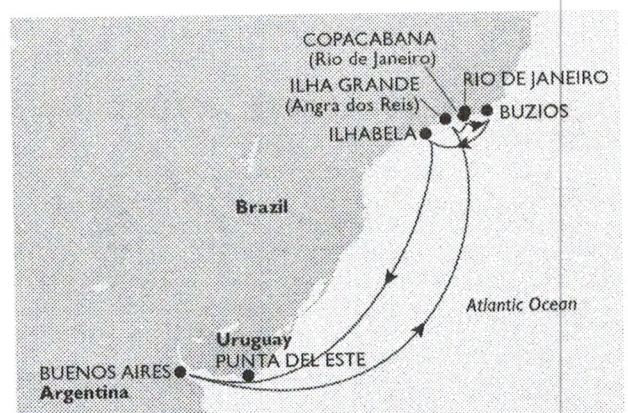 COPACABANA
(Rio de Janeiro)
ILHA GRANDE
(Angra dos Reis)
RIO DE JANEIRO
BUZIOS
ILHABELA
Brazil
Atlantic Ocean
Uruguay
PUNTA DEL ESTE
BUENOS AIRES
Argentina